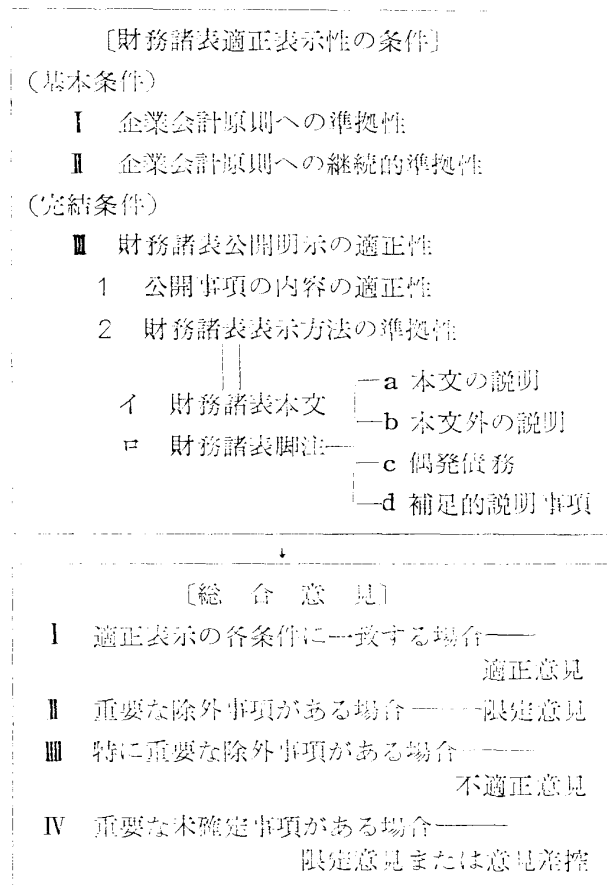 〔財務諸表適正表示性の条件〕
(基本条件)
Ⅰ 企業会計原則への準拠性
Ⅱ 企業会計原則への継続的準拠性
(完結条件)
Ⅲ 財務諸表公開明示の適正性
1 公開事項の内容の適正性
2 財務諸表表示方法の準拠性
イ 財務諸表本文
ロ 財務諸表脚注
a 本文の説明
b 本文外の説明
c 偶発債務
d 補足的説明事項
↓
〔総合意見〕
Ⅰ 適正表示の各条件に一致する場合――
適正意見
Ⅱ 重要な除外事項がある場合――限定意見
Ⅲ 特に重要な除外事項がある場合――
不適正意見
Ⅳ 重要な未確定事項がある場合――
限定意見または意見差控